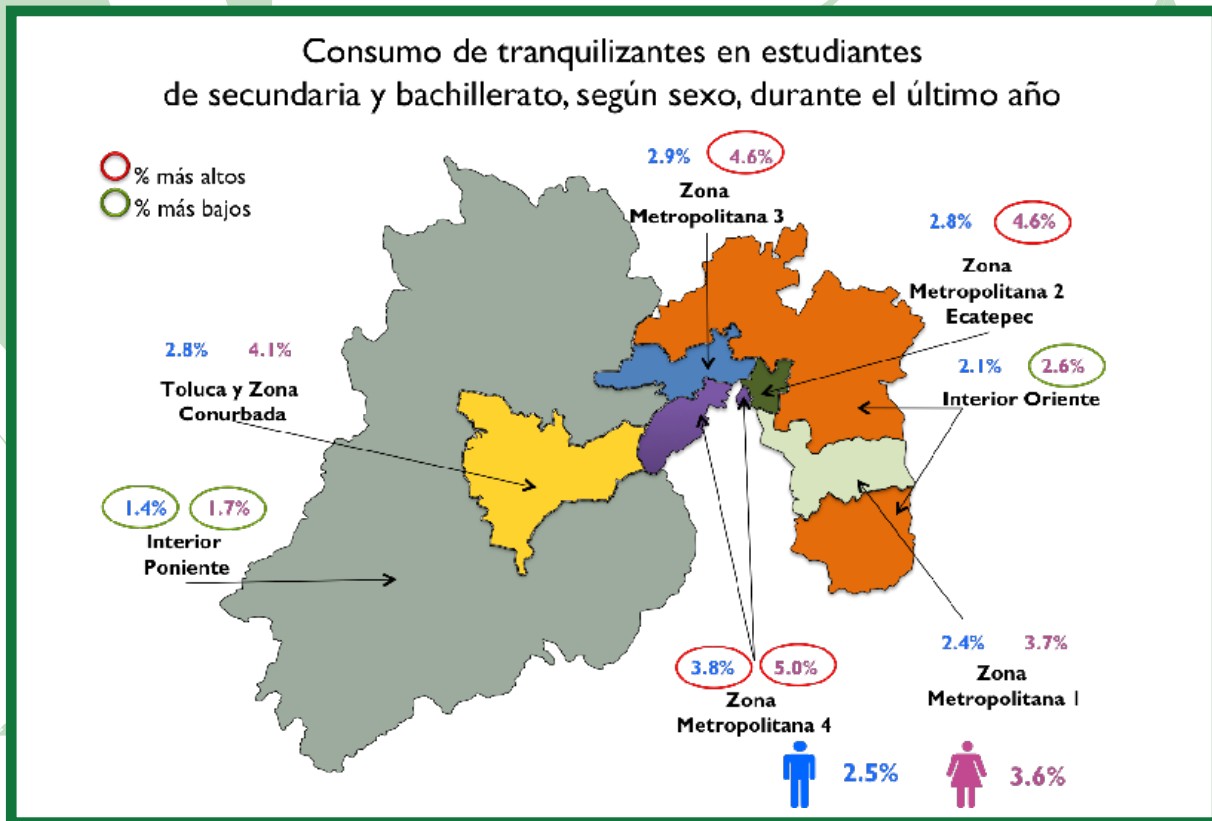 Consumo de tranquilizantes en estudiantes
de secundaria y bachillerato, según sexo, durante el último año
% más altos
% más bajos
2.9% 4.6%
Zona
Metropolitana 3
2.8% 4.6%
Zona
Metropolitana 2
Ecatepec
2.8% 4.1%
Toluca y Zona
Conurbada
2.1% 2.6%
Interior Oriente
1.4% 1.7%
Interior
Poniente
3.8% 5.0%
Zona
Metropolitana 4
2.4% 3.7%
Zona
Metropolitana 1
2.5% 3.6%